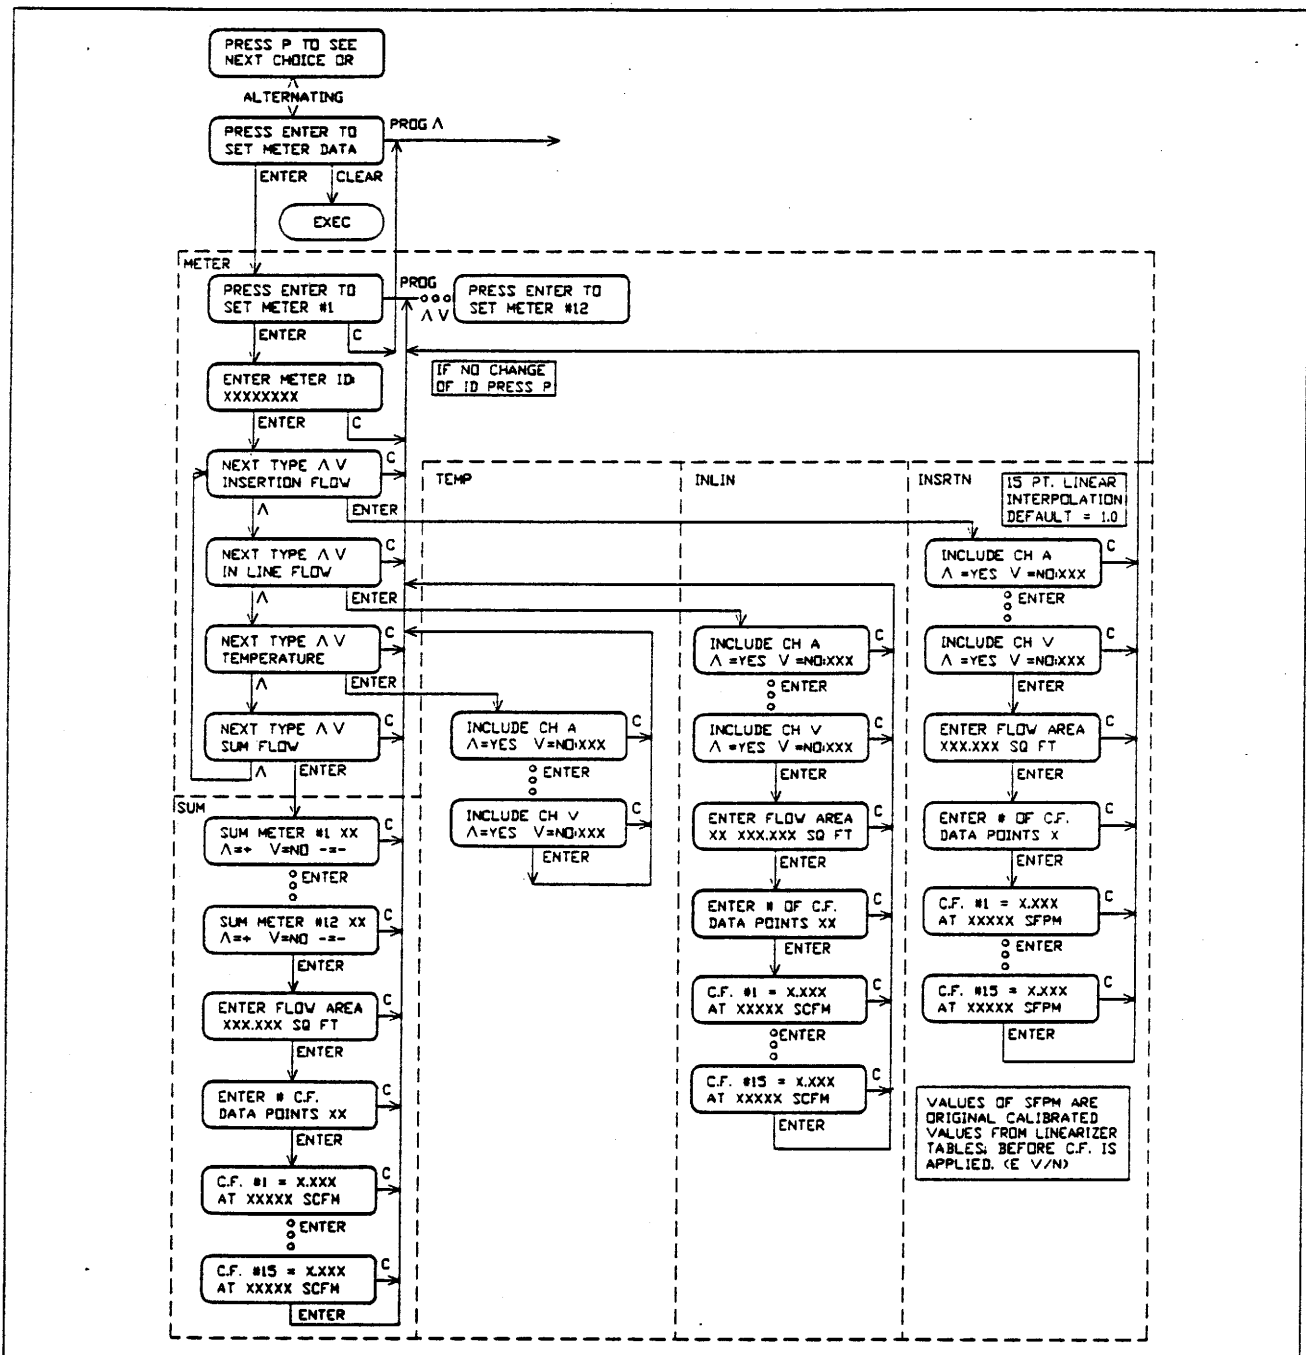 PRESS P TO SEE
NEXT CHOICE OR
ALTERNATING
PRESS ENTER TO
SET METER DATA
PROG Λ
ENTER
CLEAR
EXEC
METER
PRESS ENTER TO
SET METER #1
PROG
Λ V
PRESS ENTER TO
SET METER #12
ENTER
C
IF NO CHANGE
OF ID PRESS P
ENTER METER ID:
XXXXXXXX
ENTER
C
NEXT TYPE Λ V
INSERTION FLOW
C
Λ
ENTER
NEXT TYPE Λ V
IN LINE FLOW
C
Λ
ENTER
NEXT TYPE Λ V
TEMPERATURE
C
Λ
ENTER
NEXT TYPE Λ V
SUM FLOW
C
Λ
ENTER
SUM
SUM METER #1 XX
Λ=+ V=NO -=-
C
ENTER
SUM METER #12 XX
Λ=+ V=NO -=-
C
ENTER
ENTER FLOW AREA
XXX.XXX SQ FT
C
ENTER
ENTER # C.F.
DATA POINTS XX
C
ENTER
C.F. #1 = X.XXX
AT XXXXX SCFM
C
ENTER
C.F. #15 = X.XXX
AT XXXXX SCFM
C
ENTER
TEMP
INCLUDE CH A
Λ=YES V=NO:XXX
C
ENTER
INCLUDE CH V
Λ=YES V=NO:XXX
C
ENTER
INLIN
INCLUDE CH A
Λ =YES V =NO:XXX
C
ENTER
INCLUDE CH V
Λ =YES V=NO:XXX
C
ENTER
ENTER FLOW AREA
XX XXX.XXX SQ FT
C
ENTER
ENTER # OF C.F.
DATA POINTS XX
C
ENTER
C.F. #1 = X.XXX
AT XXXXX SCFM
C
ENTER
C.F. #15 = X.XXX
AT XXXXX SCFM
C
ENTER
INSRTN
15 PT. LINEAR
INTERPOLATION
DEFAULT = 1.0
INCLUDE CH A
Λ =YES V =NO:XXX
C
ENTER
INCLUDE CH V
Λ =YES V =NO:XXX
C
ENTER
ENTER FLOW AREA
XXX.XXX SQ FT
C
ENTER
ENTER # OF C.F.
DATA POINTS X
C
ENTER
C.F. #1 = X.XXX
AT XXXXX SFPM
C
ENTER
C.F. #15 = X.XXX
AT XXXXX SFPM
C
ENTER
VALUES OF SFPM ARE
ORIGINAL CALIBRATED
VALUES FROM LINEARIZER
TABLES; BEFORE C.F. IS
APPLIED. (E V/N)